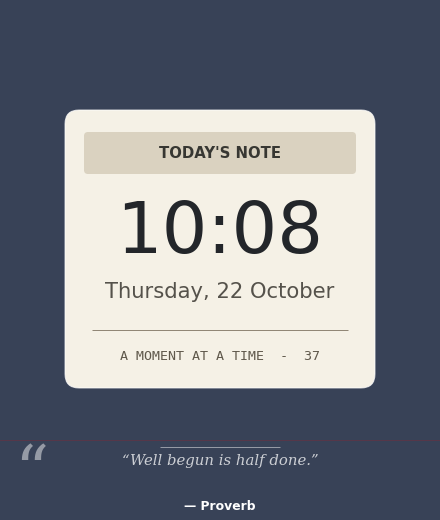 TODAY'S NOTE
10:08
Thursday, 22 October
A MOMENT AT A TIME - 37
“
“Well begun is half done.”
— Proverb